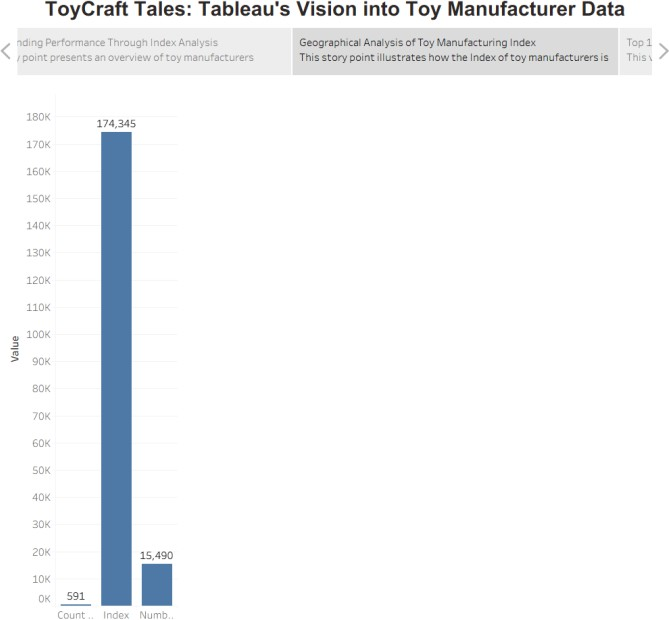 ToyCraft Tales: Tableau's Vision into Toy Manufacturer Data
nding Performance Through Index Analysis
point presents an overview of toy manufacturers
Geographical Analysis of Toy Manufacturing Index
This story point illustrates how the Index of toy manufacturers is
Top 1
This
180K
170K
160K
150K
140K
130K
120K
110K
100K
90K
80K
70K
60K
50K
40K
30K
20K
10K
0K
Value
174,345
15,490
591
Count ..
Index
Numb..